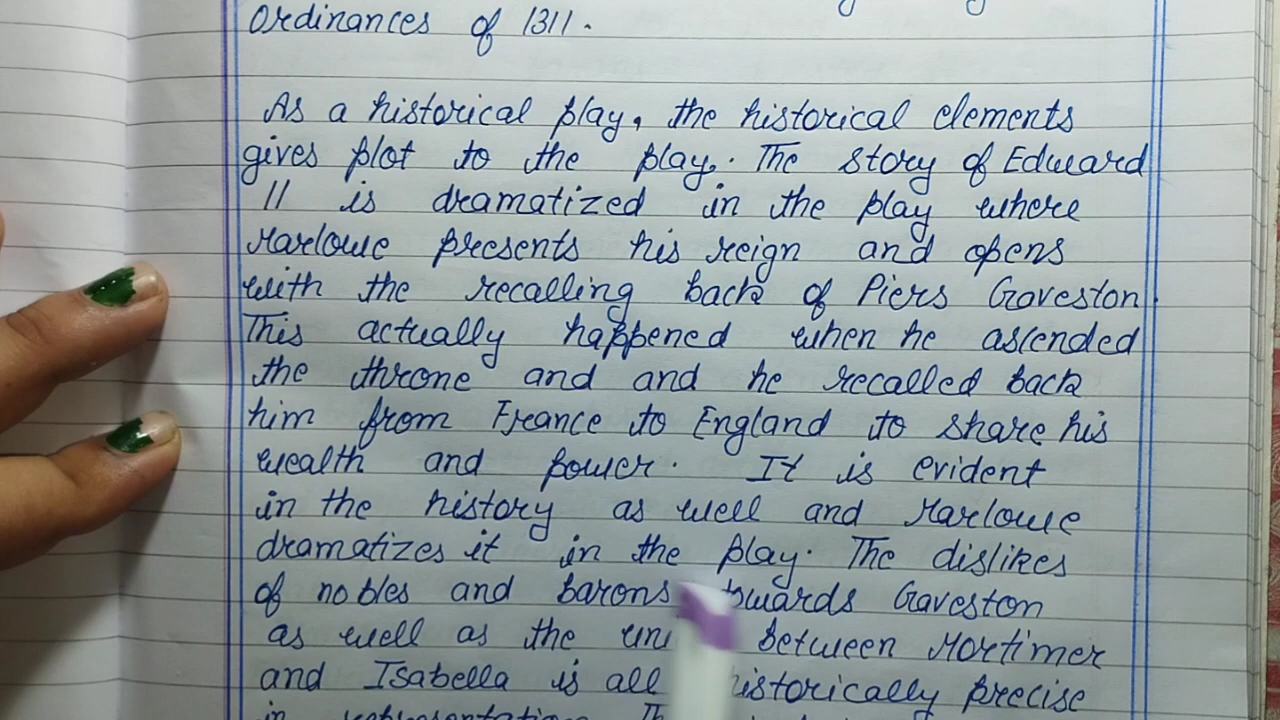 Ordinances of 1311.
As a historical play, the historical elements
gives plot to the play. The story of Edward
II is dramatized in the play where
Marlowe presents his reign and opens
with the recalling back of Piers Gaveston.
This actually happened when he ascended
the throne and and he recalled back
him from France to England to share his
wealth and power. It is evident
in the history as well and Marlowe
dramatizes it in the play. The dislikes
of nobles and barons towards Gaveston
as well as the between Mortimer
and Isabella is all historically precise
in